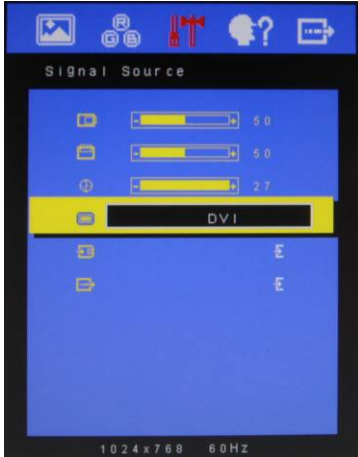 R
G B
?
Signal Source
- + 50
- + 50
- + 27
DVI
1024x768 60Hz